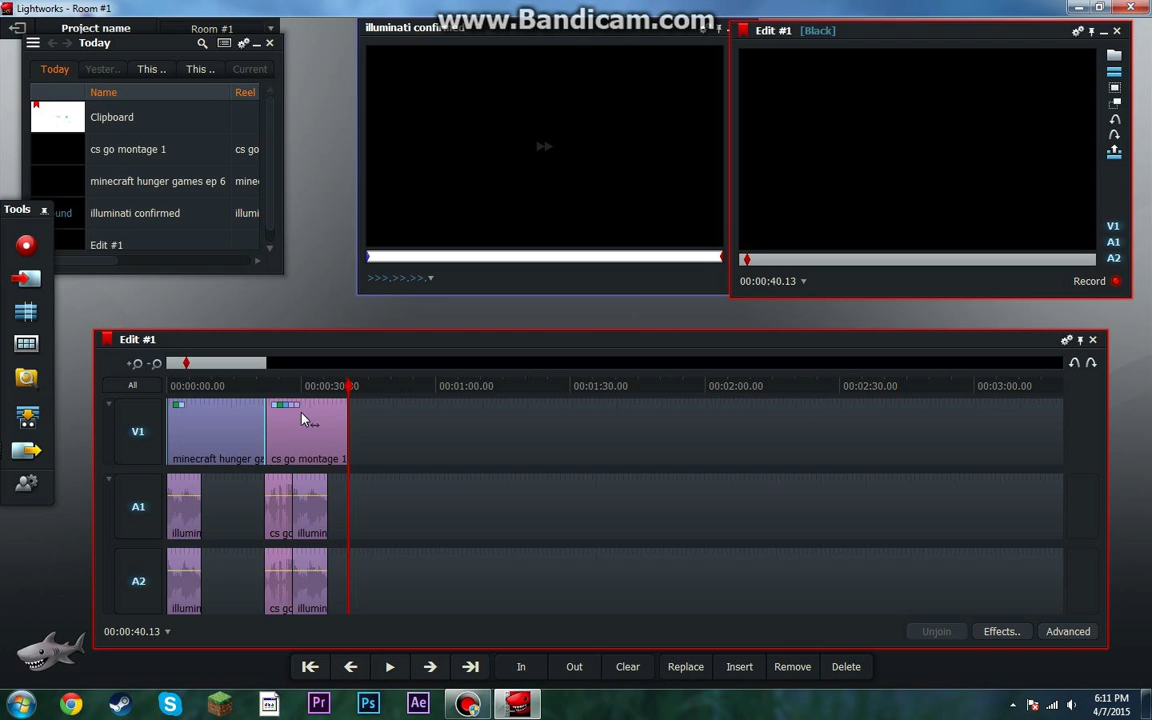 Lightworks - Room #1
www.Bandicam.com
Project name
Room #1
Today
Today
Yester..
This ..
This ..
Current
Name
Reel
Clipboard
cs go montage 1
cs go
minecraft hunger games ep 6
mine
illuminati confirmed
illumi
Edit #1
Tools
illuminati confirmed
>>>.>>.>>.
Edit #1 [Black]
V1
A1
A2
00:00:40.13
Record
Edit #1
All
00:00:00.00
00:00:30:00
00:01:00.00
00:01:30.00
00:02:00.00
00:02:30.00
00:03:00.00
V1
minecraft hunger ga
cs go montage 1
A1
illumin
cs go
illumin
A2
illumin
cs go
illumin
00:00:40.13
Unjoin
Effects..
Advanced
In
Out
Clear
Replace
Insert
Remove
Delete
Pr
Ps
Ae
6:11 PM
4/7/2015